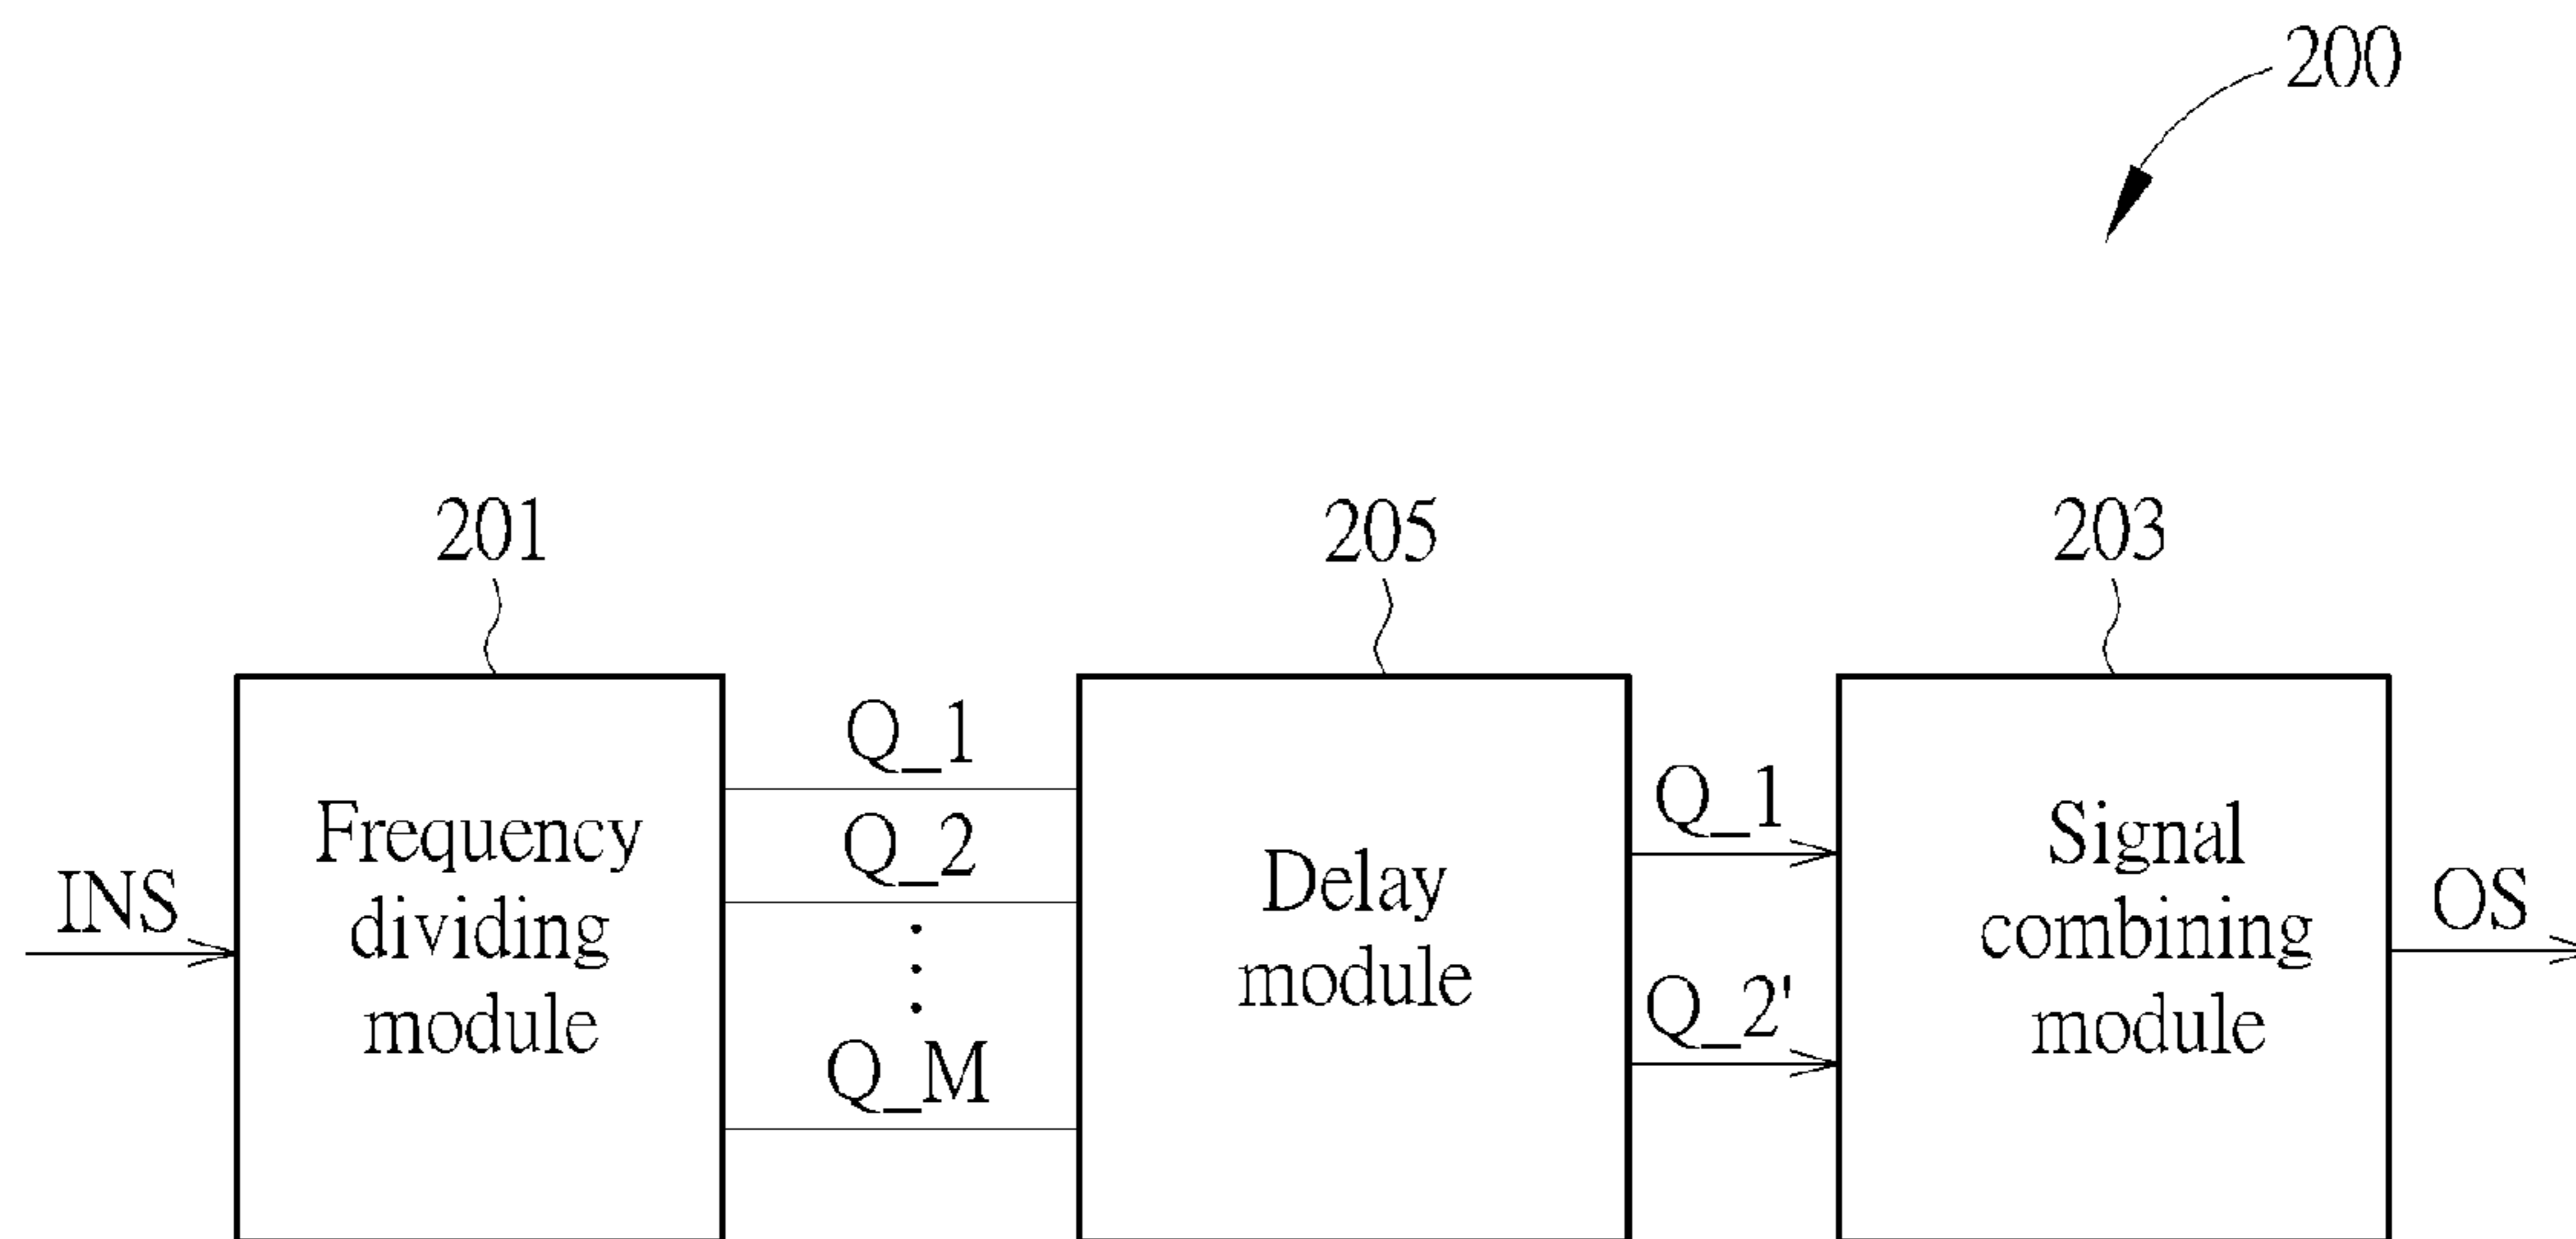 200
201
205
203
INS
Frequency
dividing
module
Q_1
Q_2
Q_M
Delay
module
Q_1
Q_2'
Signal
combining
module
OS